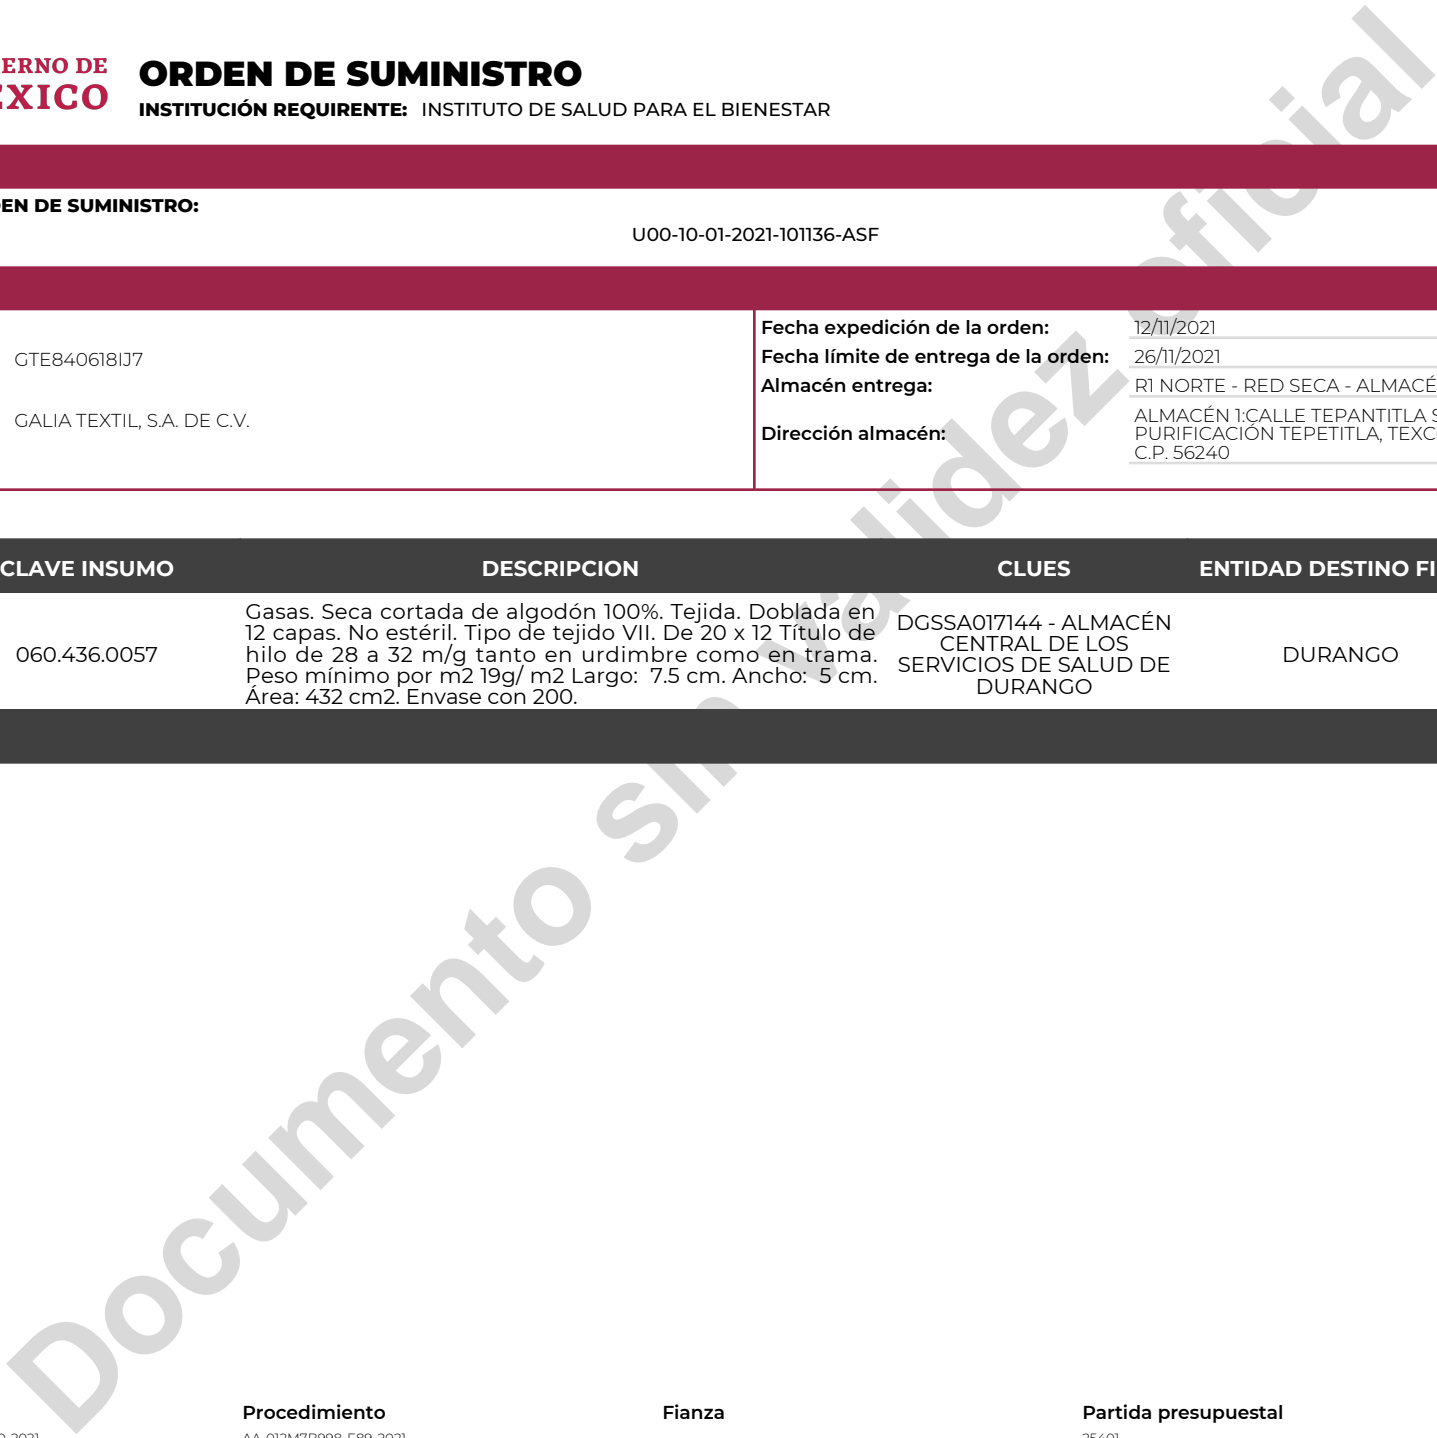 ERNO DE
EXICO
ORDEN DE SUMINISTRO
INSTITUCIÓN REQUIRENTE: INSTITUTO DE SALUD PARA EL BIENESTAR
EN DE SUMINISTRO:
U00-10-01-2021-101136-ASF
GTE840618IJ7
GALIA TEXTIL, S.A. DE C.V.
Fecha expedición de la orden: 12/11/2021
Fecha límite de entrega de la orden: 26/11/2021
Almacén entrega: R1 NORTE - RED SECA - ALMACÉ
Dirección almacén: ALMACÉN 1:CALLE TEPANTITLA S
PURIFICACIÓN TEPETITLA, TEXC
C.P. 56240
CLAVE INSUMO DESCRIPCION CLUES ENTIDAD DESTINO FI
060.436.0057
Gasas. Seca cortada de algodón 100%. Tejida. Doblada en
12 capas. No estéril. Tipo de tejido VII. De 20 x 12 Título de
hilo de 28 a 32 m/g tanto en urdimbre como en trama.
Peso mínimo por m2 19g/ m2 Largo: 7.5 cm. Ancho: 5 cm.
Área: 432 cm2. Envase con 200.
DGSSA017144 - ALMACÉN
CENTRAL DE LOS
SERVICIOS DE SALUD DE
DURANGO
DURANGO
Documento sin validez oficial
Procedimiento Fianza Partida presupuestal